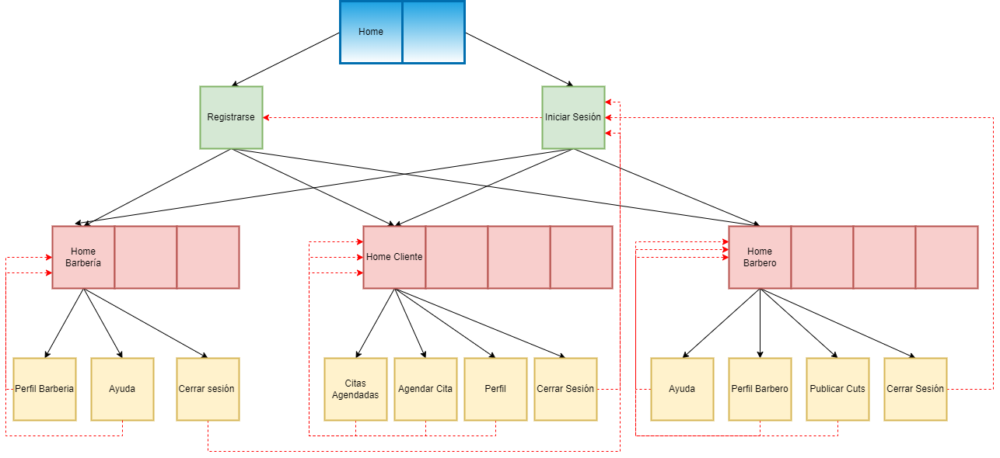 Home
Registrarse
Iniciar Sesión
Home
Barbería
Home Cliente
Home
Barbero
Perfil Barberia
Ayuda
Cerrar sesión
Citas
Agendadas
Agendar Cita
Perfil
Cerrar Sesión
Ayuda
Perfil Barbero
Publicar Cuts
Cerrar Sesión